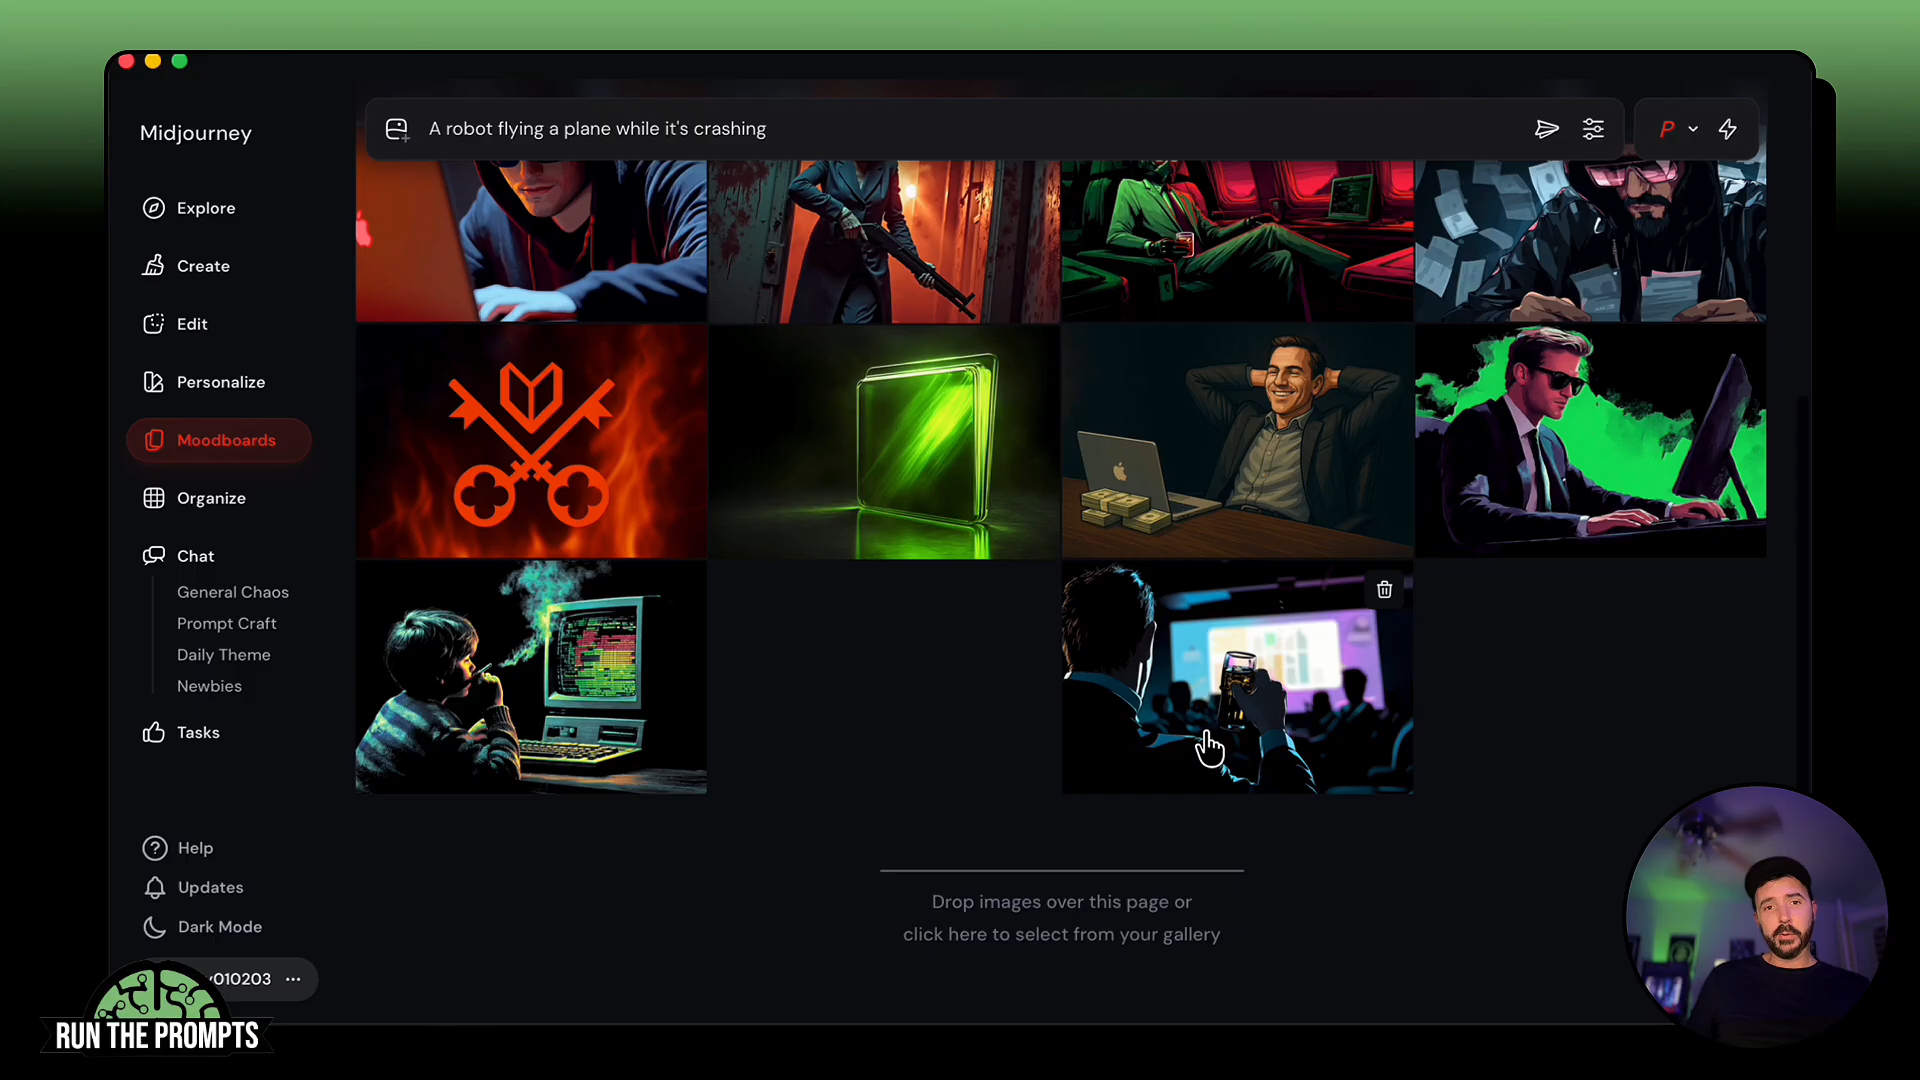 Midjourney
A robot flying a plane while it's crashing
P
Explore
Create
Edit
Personalize
Moodboards
Organize
Chat
General Chaos
Prompt Craft
Daily Theme
Newbies
Tasks
Drop images over this page or
click here to select from your gallery
Help
Updates
Dark Mode
010203
RUN THE PROMPTS